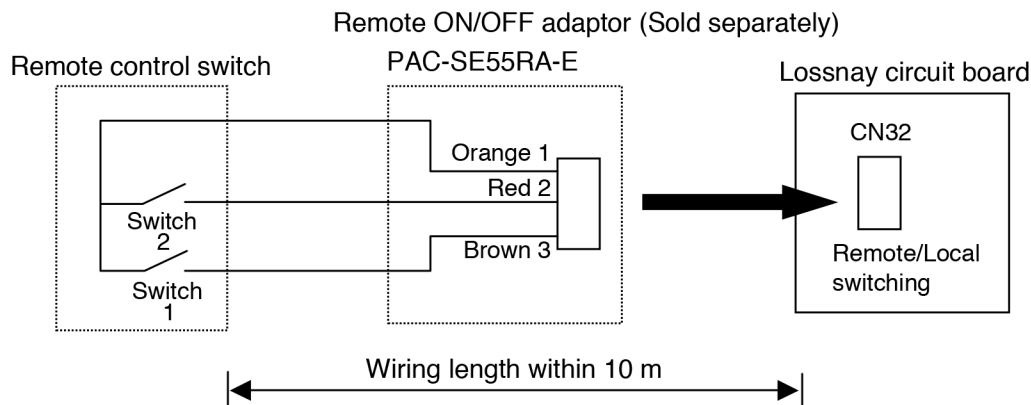 Remote ON/OFF adaptor (Sold separately)
PAC-SE55RA-E
Remote control switch
Lossnay circuit board
CN32
Orange 1
Red 2
Switch
2
Brown 3
Remote/Local
switching
Switch
1
Wiring length within 10 m